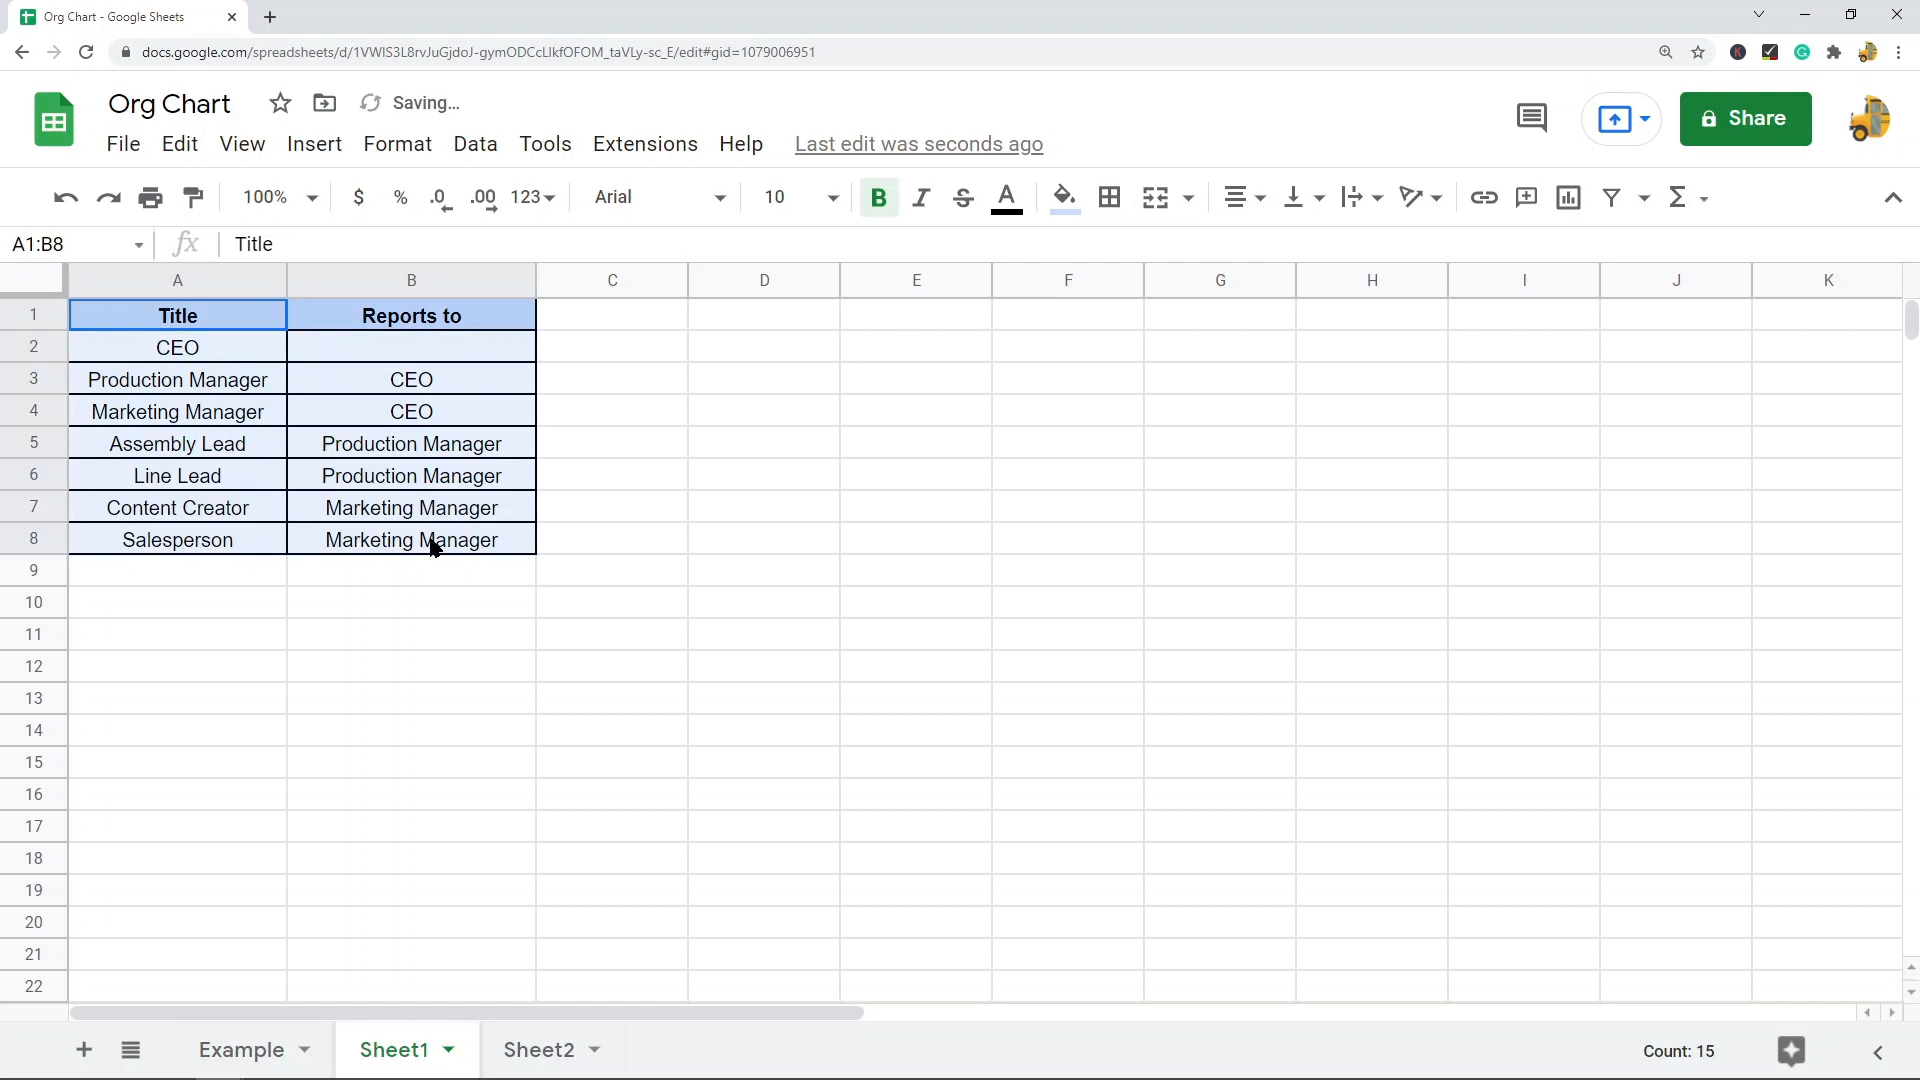 Org Chart - Google Sheets
docs.google.com/spreadsheets/d/1VWIS3L8rvJuGjdoJ-gymODCcLlkfOFOM_taVLy-sc_E/edit#gid=1079006951
Org Chart Saving...
File Edit View Insert Format Data Tools Extensions Help Last edit was seconds ago
Share
100% $ % .0 .00 123 Arial 10 B I S A Σ
A1:B8 fx Title
A B C D E F G H I J K
1 Title Reports to
2 CEO
3 Production Manager CEO
4 Marketing Manager CEO
5 Assembly Lead Production Manager
6 Line Lead Production Manager
7 Content Creator Marketing Manager
8 Salesperson Marketing Manager
9
10
11
12
13
14
15
16
17
18
19
20
21
22
Example Sheet1 Sheet2 Count: 15